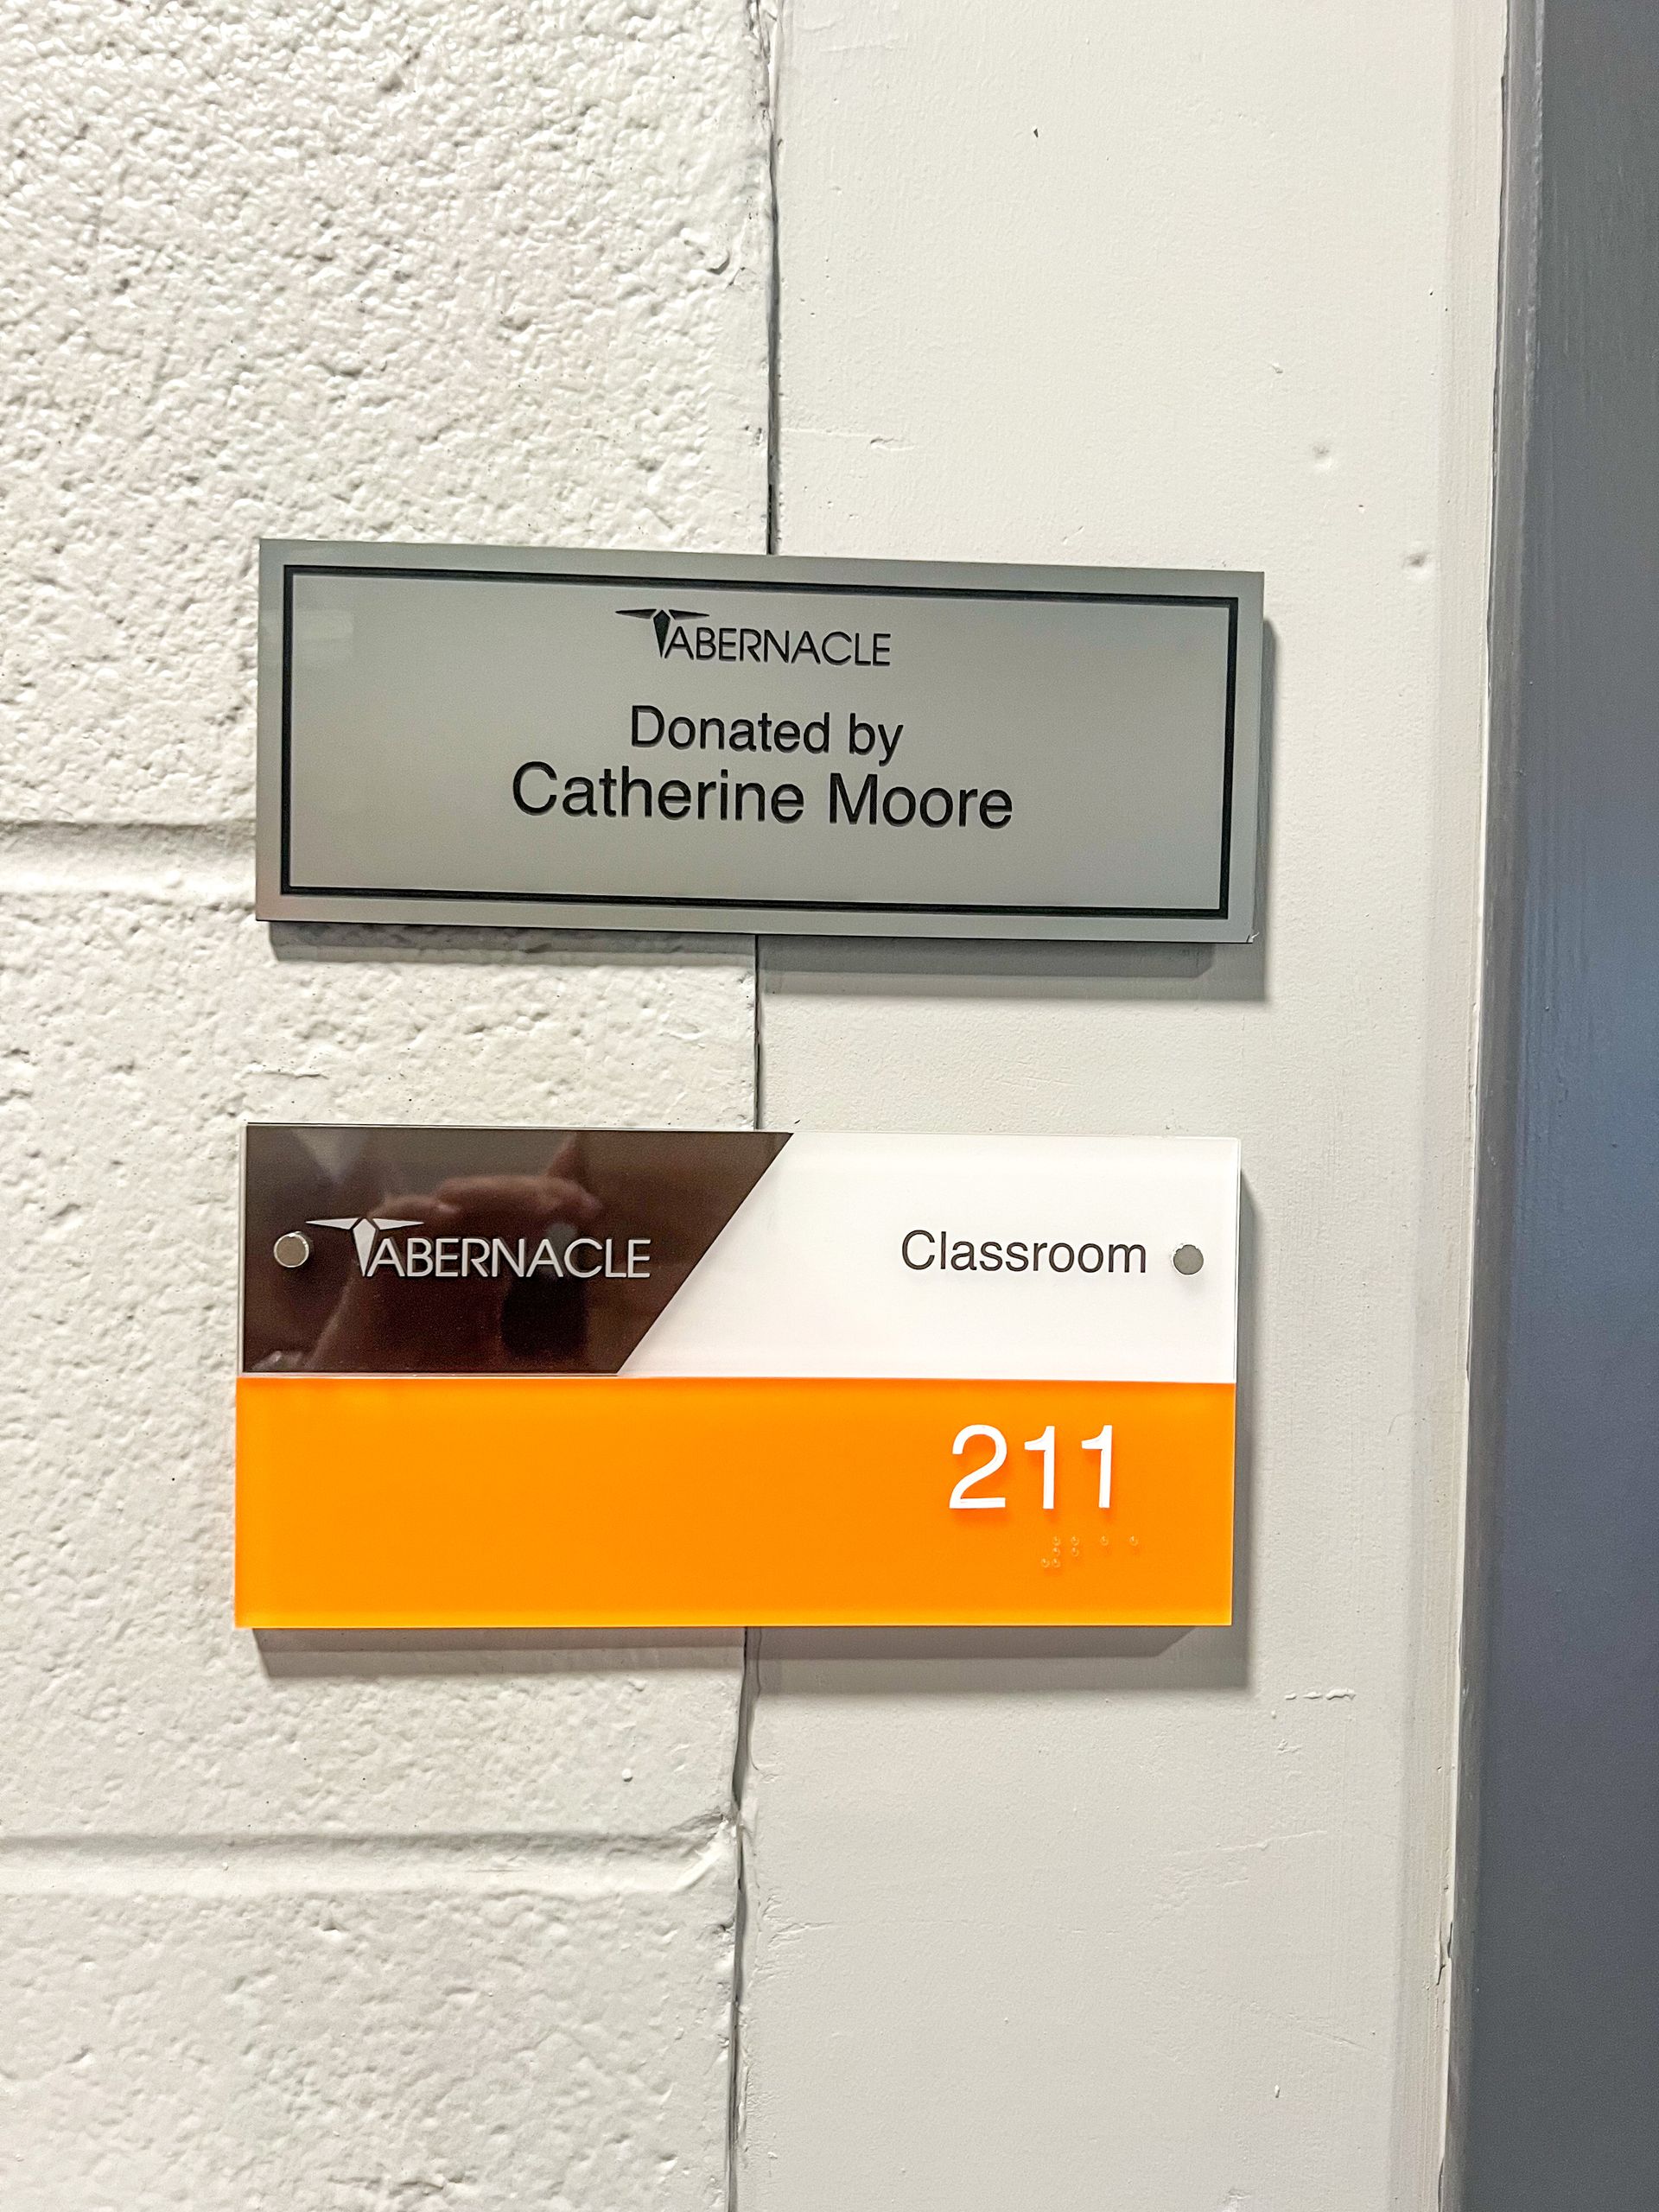 TABERNACLE
Donated by
Catherine Moore
TABERNACLE
Classroom
211
⠼⠃⠁⠁